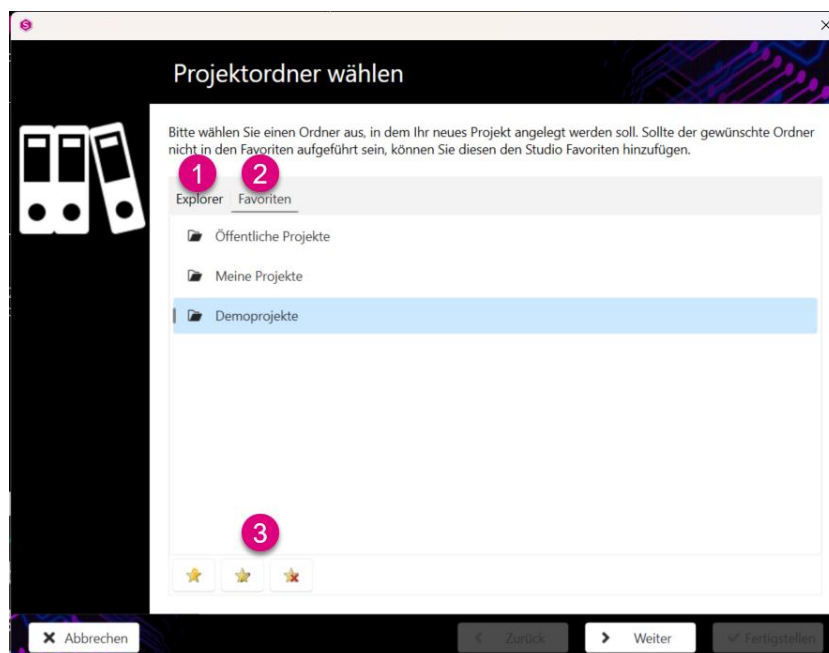 S
Projektordner wählen
Bitte wählen Sie einen Ordner aus, in dem Ihr neues Projekt angelegt werden soll. Sollte der gewünschte Ordner
nicht in den Favoriten aufgeführt sein, können Sie diesen den Studio Favoriten hinzufügen.
1 2
Explorer Favoriten
Öffentliche Projekte
Meine Projekte
Demoprojekte
3
Abbrechen Zurück Weiter Fertigstellen